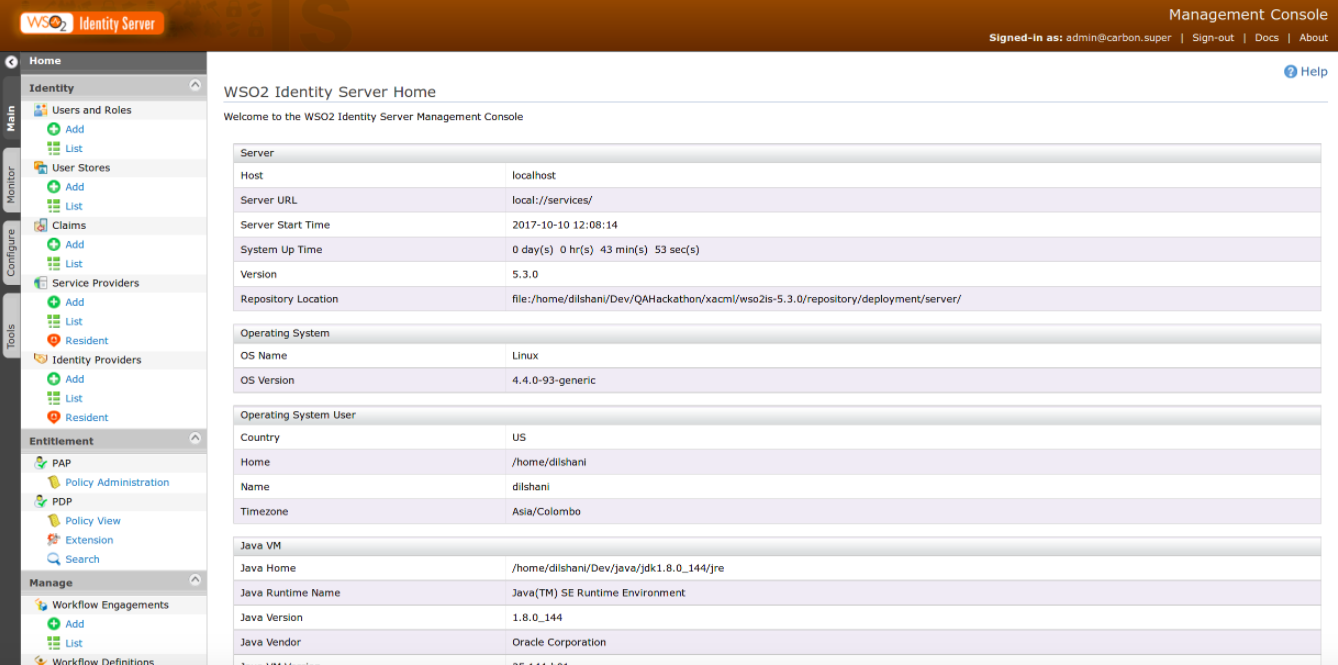 WSO2 Identity Server
Management Console
Signed-in as: admin@carbon.super | Sign-out | Docs | About
Main
Monitor
Configure
Tools
Home
Identity
Users and Roles
Add
List
User Stores
Add
List
Claims
Add
List
Service Providers
Add
List
Resident
Identity Providers
Add
List
Resident
Entitlement
PAP
Policy Administration
PDP
Policy View
Extension
Search
Manage
Workflow Engagements
Add
List
Workflow Definitions
Help
WSO2 Identity Server Home
Welcome to the WSO2 Identity Server Management Console
Server
Host localhost
Server URL local://services/
Server Start Time 2017-10-10 12:08:14
System Up Time 0 day(s) 0 hr(s) 43 min(s) 53 sec(s)
Version 5.3.0
Repository Location file:/home/dilshani/Dev/QAHackathon/xacml/wso2is-5.3.0/repository/deployment/server/
Operating System
OS Name Linux
OS Version 4.4.0-93-generic
Operating System User
Country US
Home /home/dilshani
Name dilshani
Timezone Asia/Colombo
Java VM
Java Home /home/dilshani/Dev/java/jdk1.8.0_144/jre
Java Runtime Name Java(TM) SE Runtime Environment
Java Version 1.8.0_144
Java Vendor Oracle Corporation